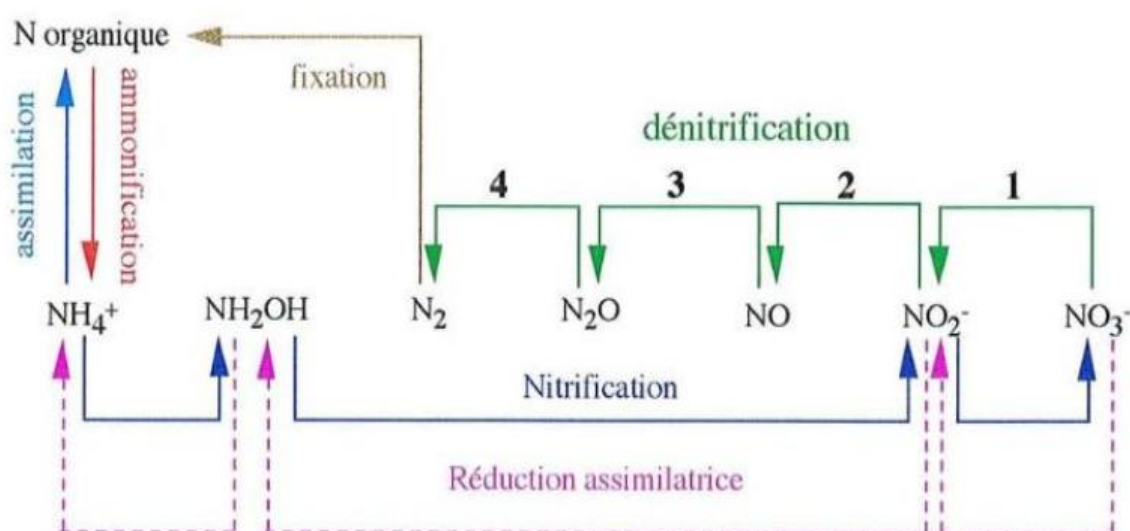 N organique
fixation
assimilation
ammonification
dénitrification
4 3 2 1
NH₄⁺ NH₂OH N₂ N₂O NO NO₂⁻ NO₃⁻
Nitrification
Réduction assimilatrice